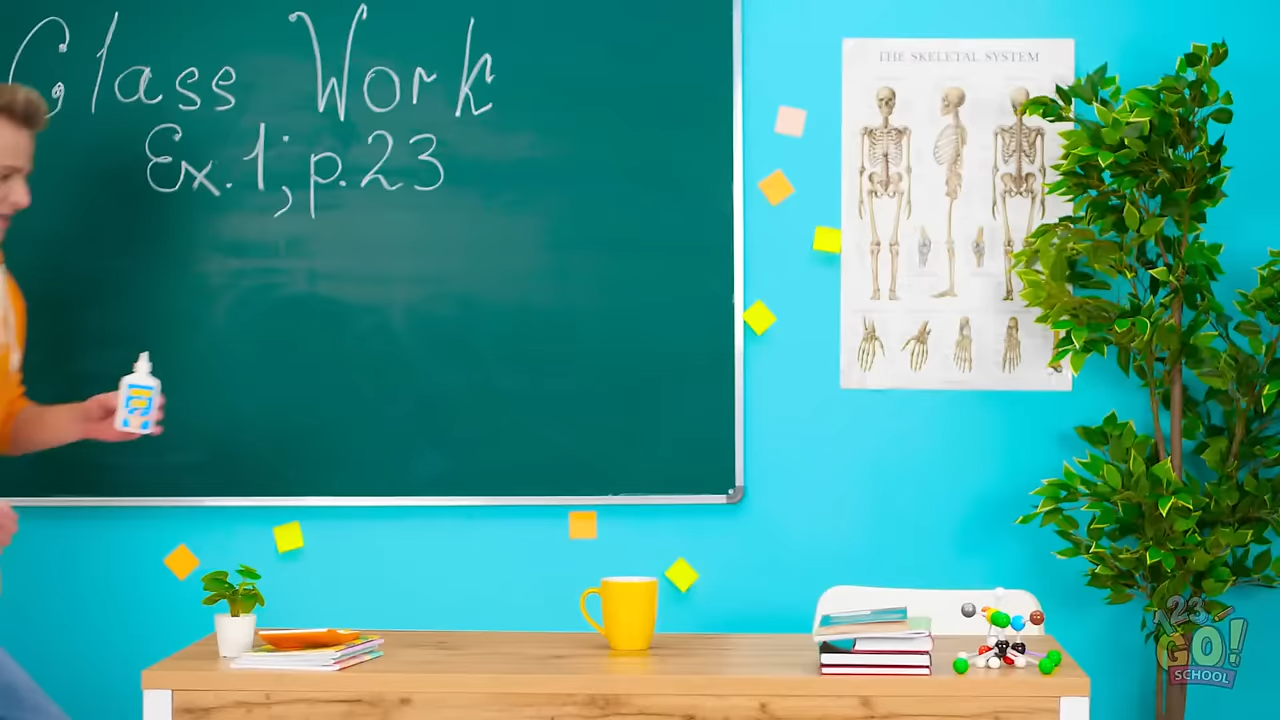 Class Work
Ex. 1; p. 23
THE SKELETAL SYSTEM
123
GO!
SCHOOL